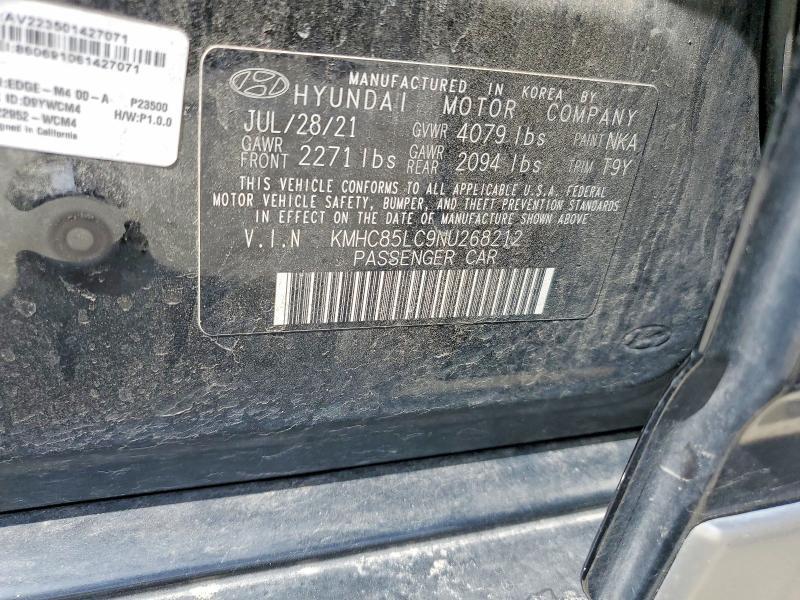 AV223501427071
860691061427071
EDGE-M4 00-A P23500
ID:D9YWCM4 H/W:P1.0.0
2952-WCM4
gned in California
MANUFACTURED IN KOREA BY
HYUNDAI MOTOR COMPANY
JUL/28/21 GVWR 4079 lbs PAINT NKA
GAWR FRONT 2271 lbs GAWR REAR 2094 lbs TRIM T9Y
THIS VEHICLE CONFORMS TO ALL APPLICABLE U.S.A. FEDERAL
MOTOR VEHICLE SAFETY, BUMPER, AND THEFT PREVENTION STANDARDS
IN EFFECT ON THE DATE OF MANUFACTURE SHOWN ABOVE
V.I.N KMHC85LC9NU268212
PASSENGER CAR